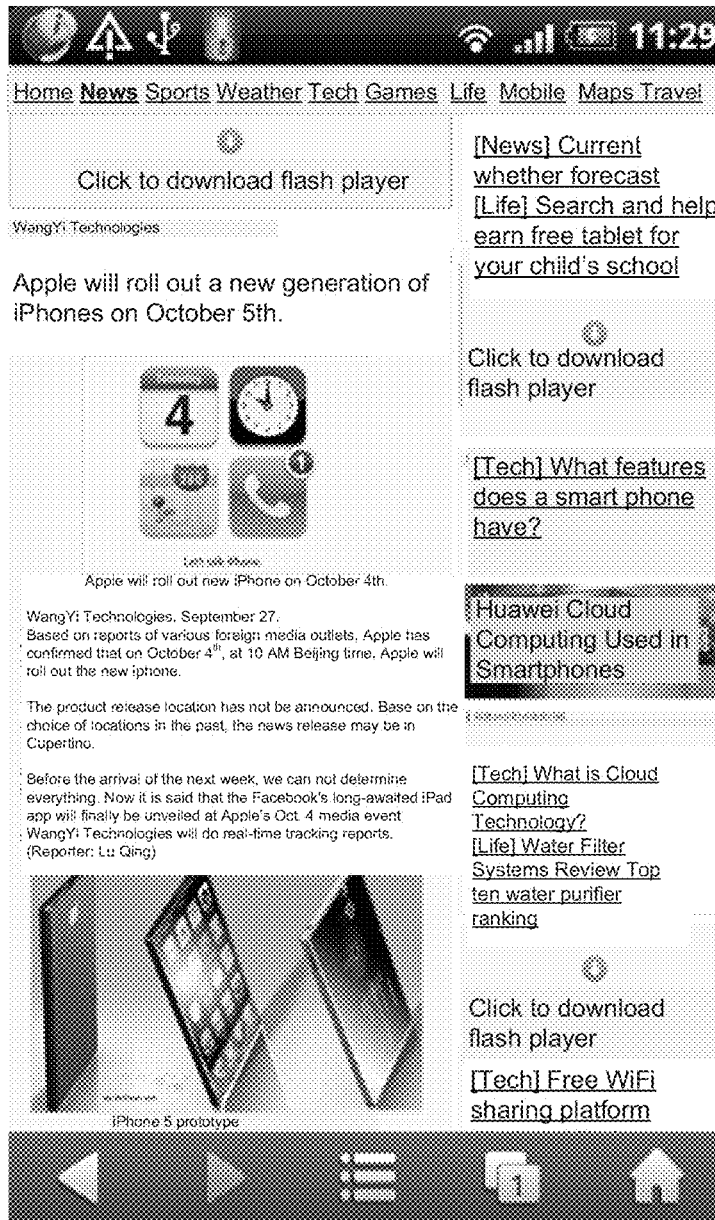 11:29
Home News Sports Weather Tech Games Life Mobile Maps Travel
Click to download flash player
WangYi Technologies
Apple will roll out a new generation of
iPhones on October 5th.
4
1
Let's talk iPhone.
Apple will roll out new iPhone on October 4th.
WangYi Technologies, September 27.
Based on reports of various foreign media outlets, Apple has
confirmed that on October 4th, at 10 AM Beijing time, Apple will
roll out the new iphone.
The product release location has not be announced. Base on the
choice of locations in the past, the news release may be in
Cupertino.
Before the arrival of the next week, we can not determine
everything. Now it is said that the Facebook's long-awaited iPad
app will finally be unveiled at Apple's Oct. 4 media event
WangYi Technologies will do real-time tracking reports.
(Reporter: Lu Qing)
iPhone 5 prototype
[News] Current
whether forecast
[Life] Search and help
earn free tablet for
your child's school
Click to download
flash player
[Tech] What features
does a smart phone
have?
Huawei Cloud
Computing Used in
Smartphones
[Tech] What is Cloud
Computing
Technology?
[Life] Water Filter
Systems Review Top
ten water purifier
ranking
Click to download
flash player
[Tech] Free WiFi
sharing platform
1